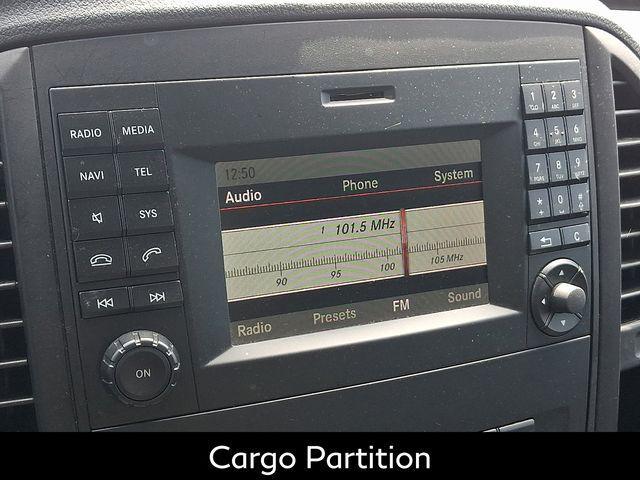 12:50
Audio Phone System
101.5 MHz
90 95 100 105 MHz
Radio Presets FM Sound
RADIO MEDIA
NAVI TEL
SYS
ON
1 2 ABC 3
4 5 6
7 8 9
* 0 #
C
Cargo Partition